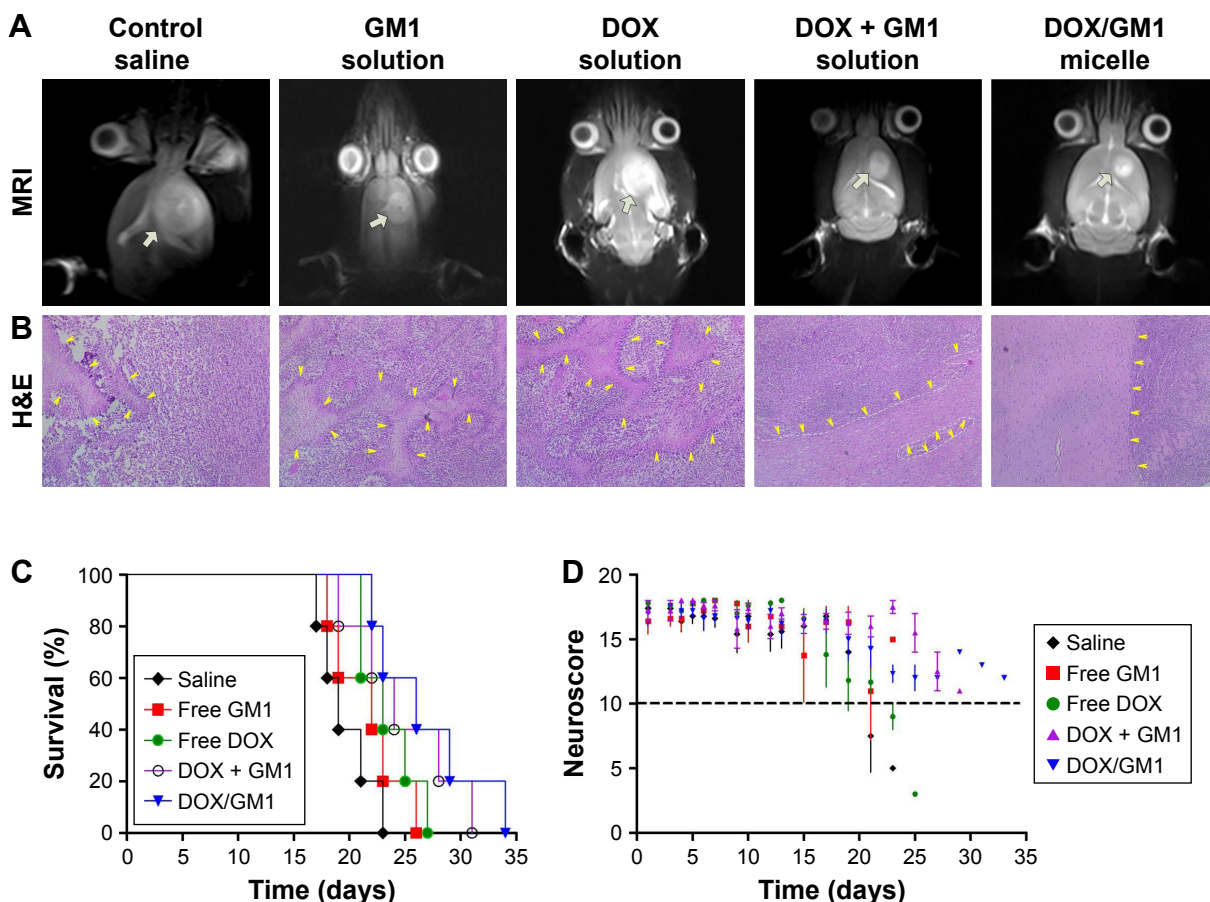 A
Control
saline
GM1
solution
DOX
solution
DOX + GM1
solution
DOX/GM1
micelle
MRI
B
H&E
C
Survival (%)
100
80
60
40
20
0
0
5
10
15
20
25
30
35
Time (days)
Saline
Free GM1
Free DOX
DOX + GM1
DOX/GM1
D
Neuroscore
20
15
10
5
0
0
5
10
15
20
25
30
35
Time (days)
Saline
Free GM1
Free DOX
DOX + GM1
DOX/GM1